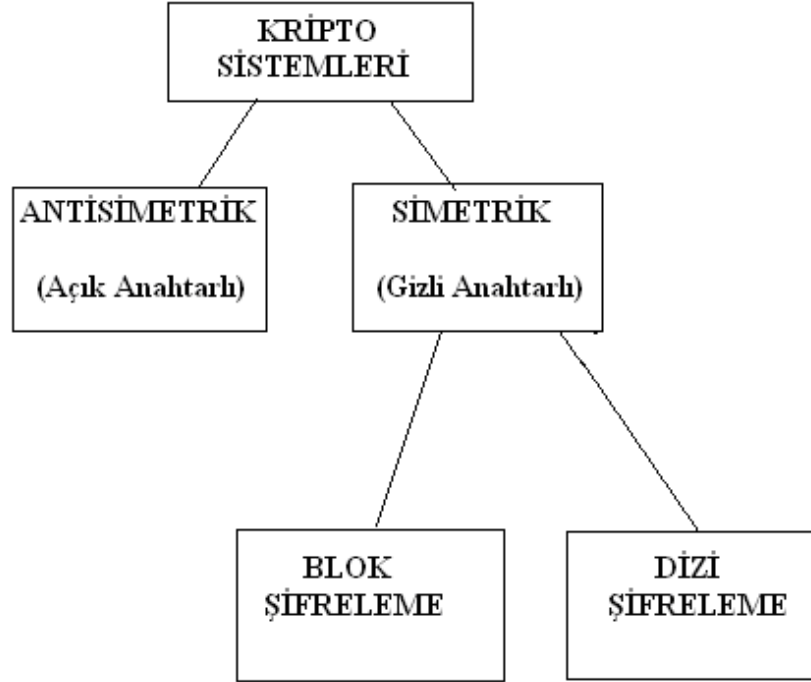 KRİPTO
SİSTEMLERİ
ANTİSİMETRİK
(Açık Anahtarlı)
SİMETRİK
(Gizli Anahtarlı)
BLOK
ŞİFRELEME
DİZİ
ŞİFRELEME